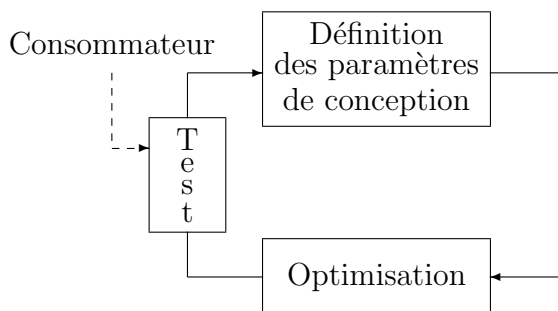 Consommateur
Définition
des paramètres
de conception
T
e
s
t
Optimisation